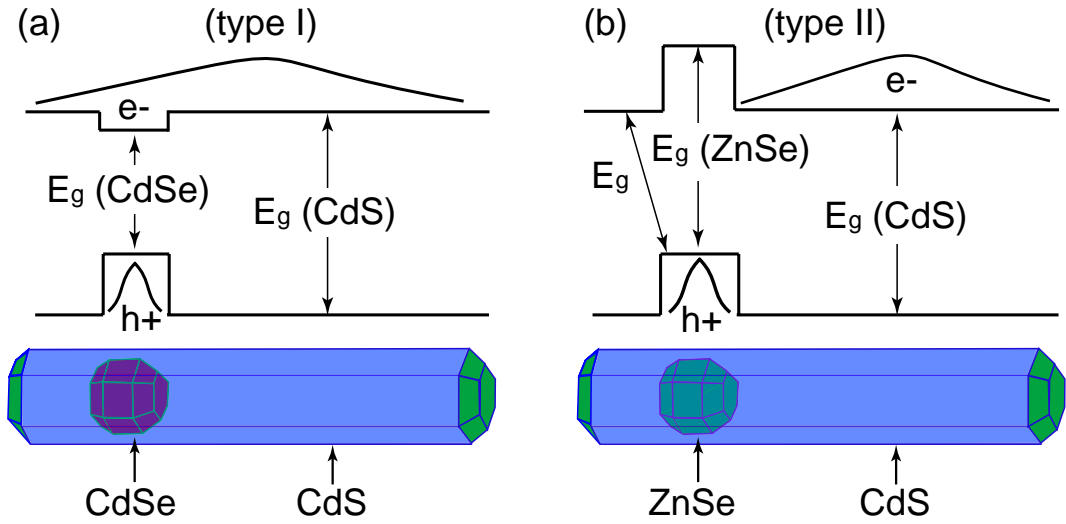 (a)
(type I)
e-
Eg (CdSe)
Eg (CdS)
h+
CdSe
CdS
(b)
(type II)
e-
Eg (ZnSe)
Eg
Eg (CdS)
h+
ZnSe
CdS